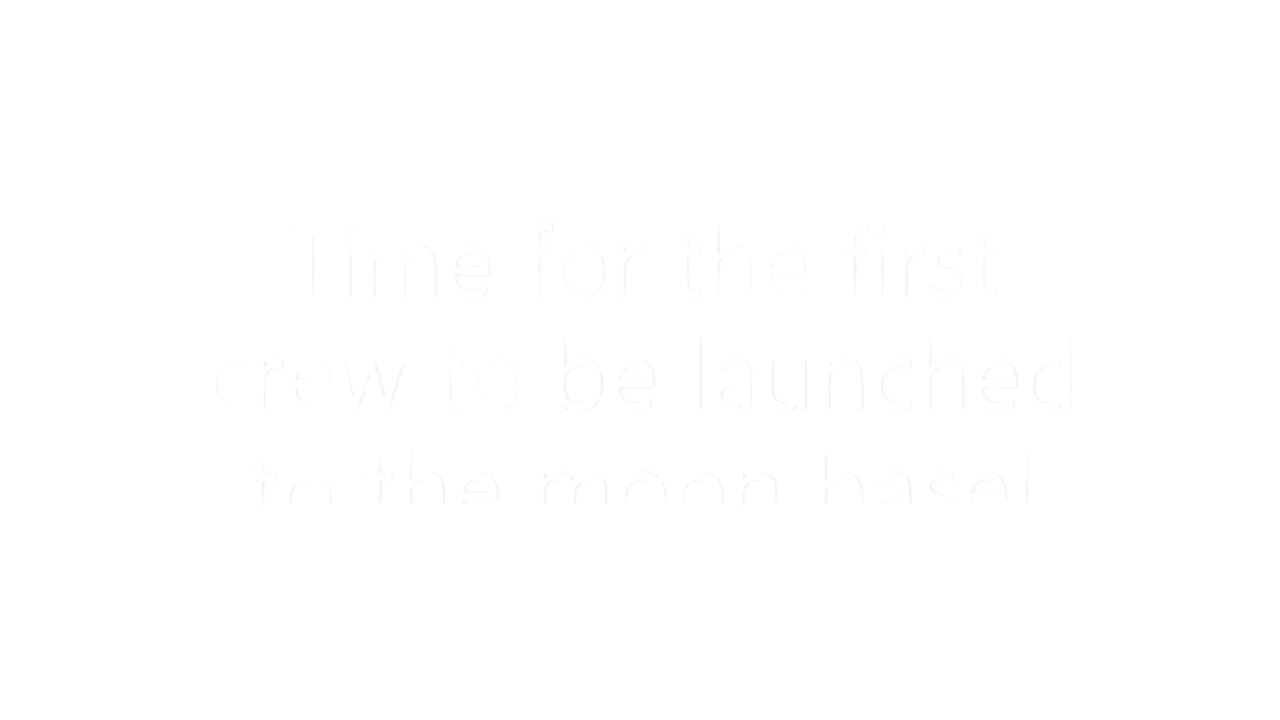 Time for the first
crew to be launched
to the moon base!